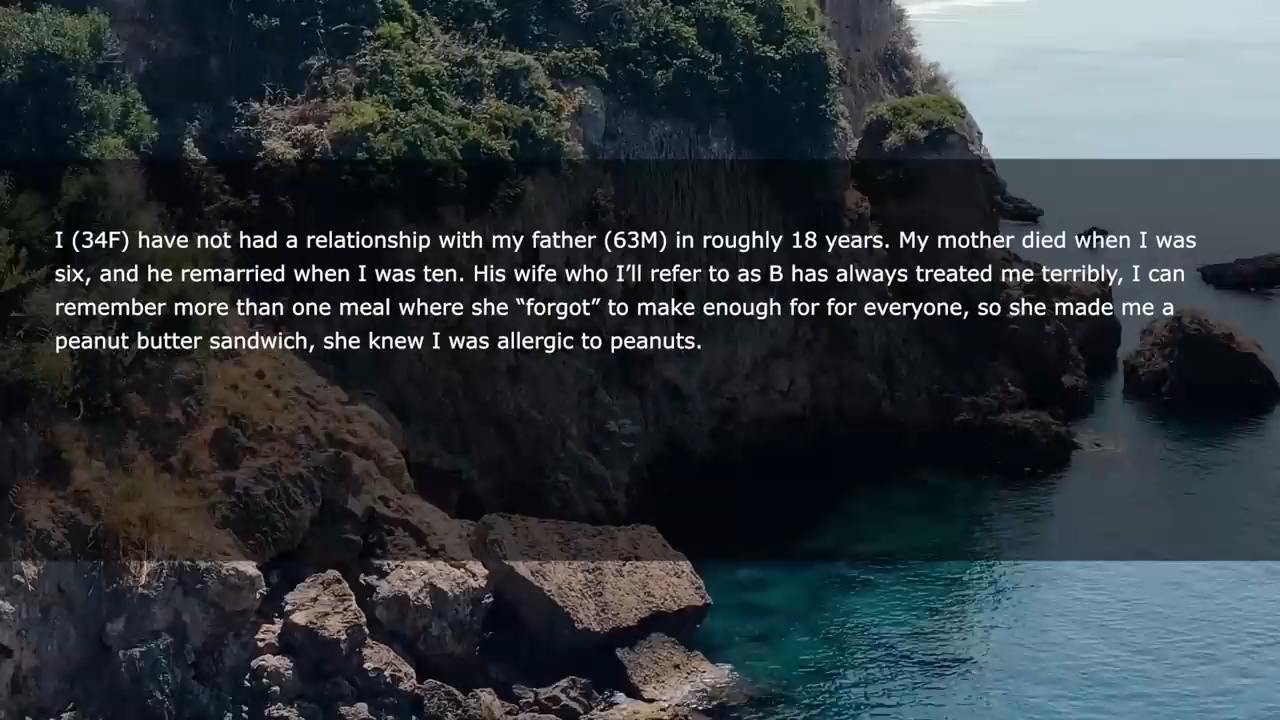 I (34F) have not had a relationship with my father (63M) in roughly 18 years. My mother died when I was
six, and he remarried when I was ten. His wife who I’ll refer to as B has always treated me terribly, I can
remember more than one meal where she “forgot” to make enough for for everyone, so she made me a
peanut butter sandwich, she knew I was allergic to peanuts.